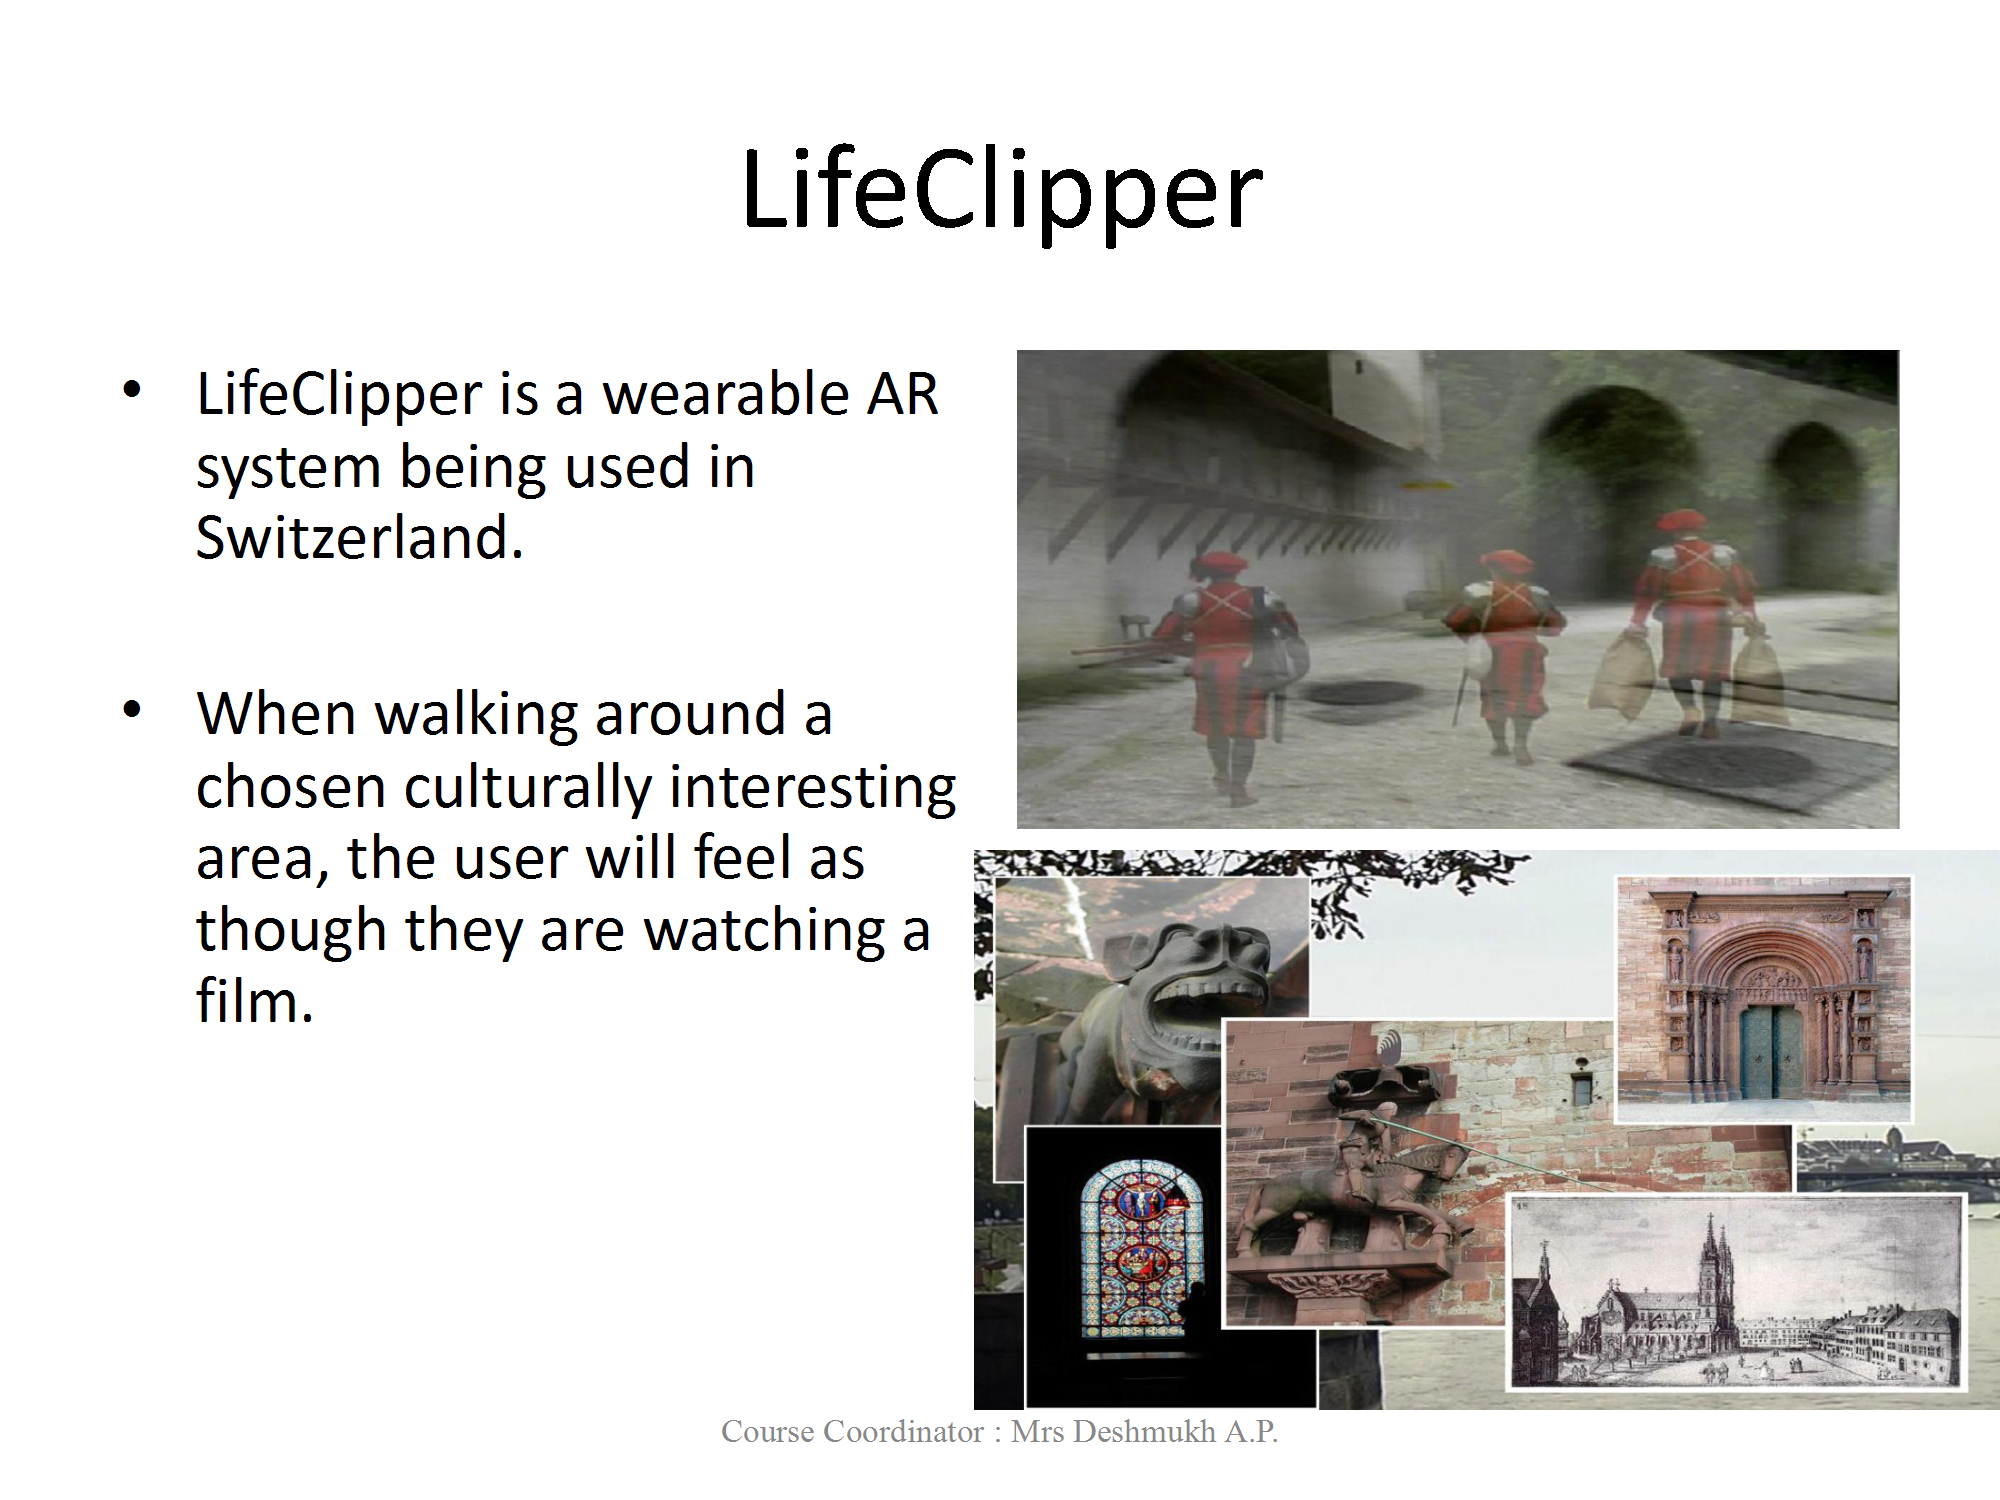 LifeClipper
• LifeClipper is a wearable AR
system being used in
Switzerland.
• When walking around a
chosen culturally interesting
area, the user will feel as
though they are watching a
film.
Course Coordinator : Mrs Deshmukh A.P.